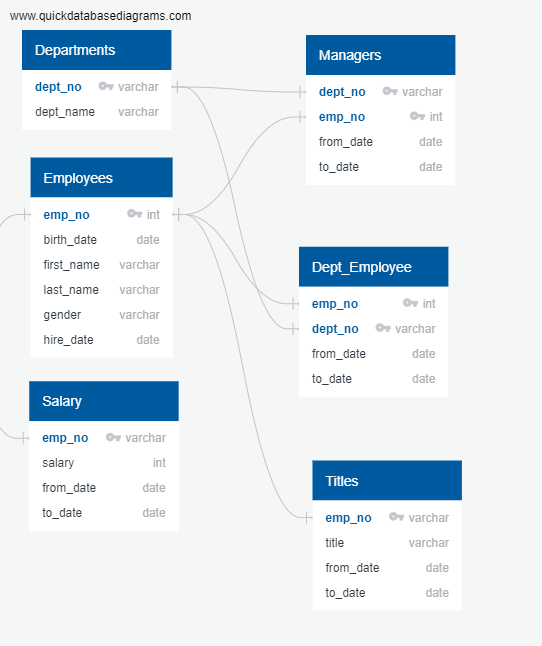 www.quickdatabasediagrams.com
Departments
dept_no varchar
dept_name varchar
Employees
emp_no int
birth_date date
first_name varchar
last_name varchar
gender varchar
hire_date date
Salary
emp_no varchar
salary int
from_date date
to_date date
Managers
dept_no varchar
emp_no int
from_date date
to_date date
Dept_Employee
emp_no int
dept_no varchar
from_date date
to_date date
Titles
emp_no varchar
title varchar
from_date date
to_date date